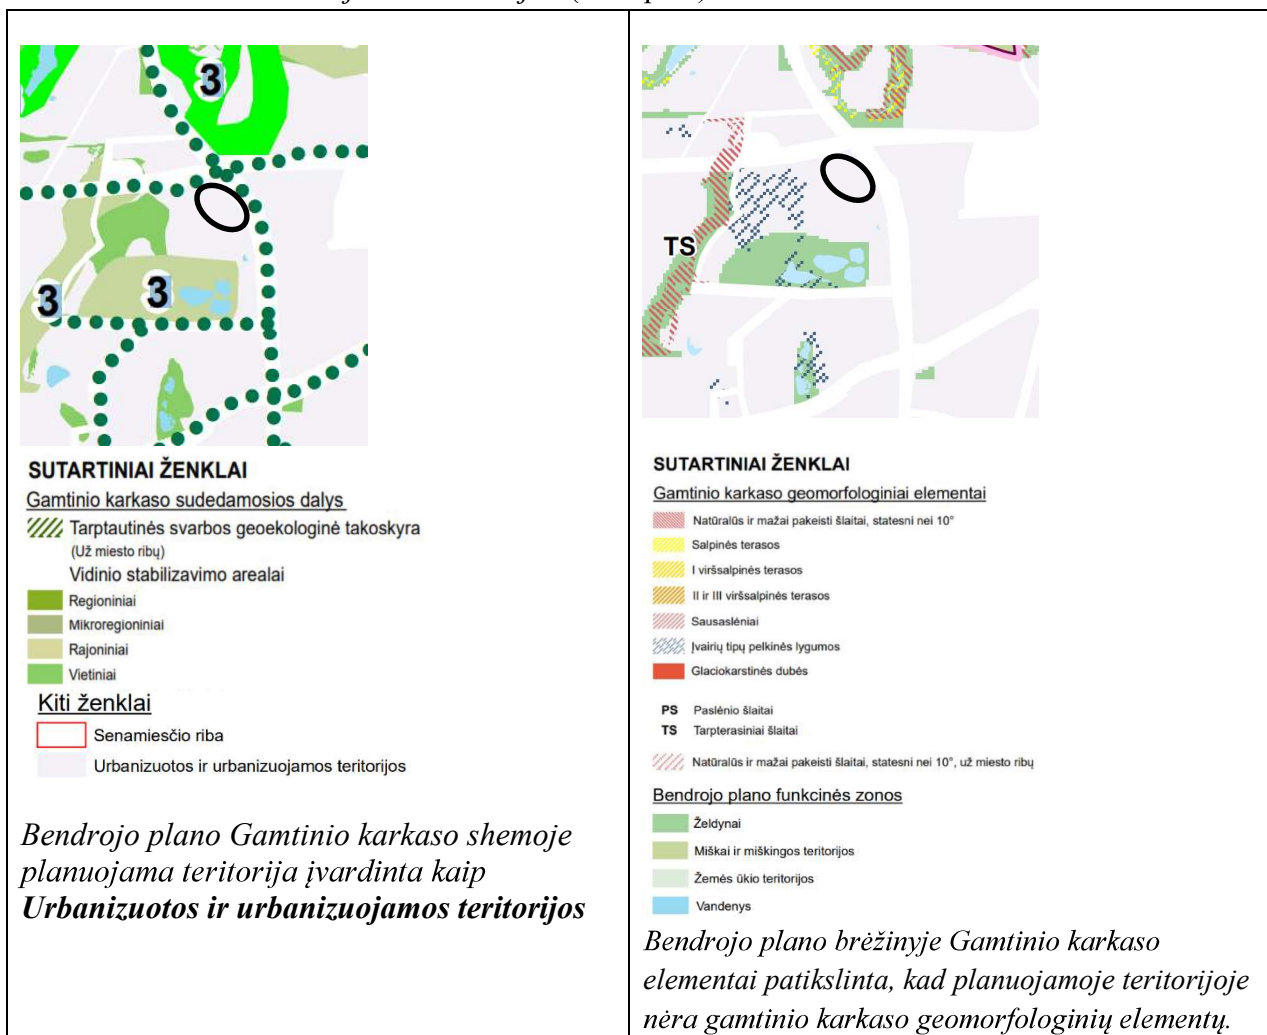 3
3
3
SUTARTINIAI ŽENKLAI
Gamtinio karkaso sudedamosios dalys
Tarptautinės svarbos geoekologinė takoskyra
(Už miesto ribų)
Vidinio stabilizavimo arealai
Regioniniai
Mikroregioniniai
Rajoniniai
Vietiniai
Kiti ženklai
Senamiesčio riba
Urbanizuotos ir urbanizuojamos teritorijos
Bendrojo plano Gamtinio karkaso shemoje
planuojama teritorija įvardinta kaip
Urbanizuotos ir urbanizuojamos teritorijos
TS
SUTARTINIAI ŽENKLAI
Gamtinio karkaso geomorfologiniai elementai
Natūralūs ir mažai pakeisti šlaitai, statesni nei 10°
Salpinės terasos
I viršsalpinės terasos
II ir III viršsalpinės terasos
Sausaslėniai
Įvairių tipų pelkinės lygumos
Glaciokarstinės dubės
PS Paslėnio šlaitai
TS Tarpterasiniai šlaitai
Natūralūs ir mažai pakeisti šlaitai, statesni nei 10°, už miesto ribų
Bendrojo plano funkcinės zonos
Želdynai
Miškai ir miškingos teritorijos
Žemės ūkio teritorijos
Vandenys
Bendrojo plano brėžinyje Gamtinio karkaso
elementai patikslinta, kad planuojamoje teritorijoje
nėra gamtinio karkaso geomorfologinių elementų.